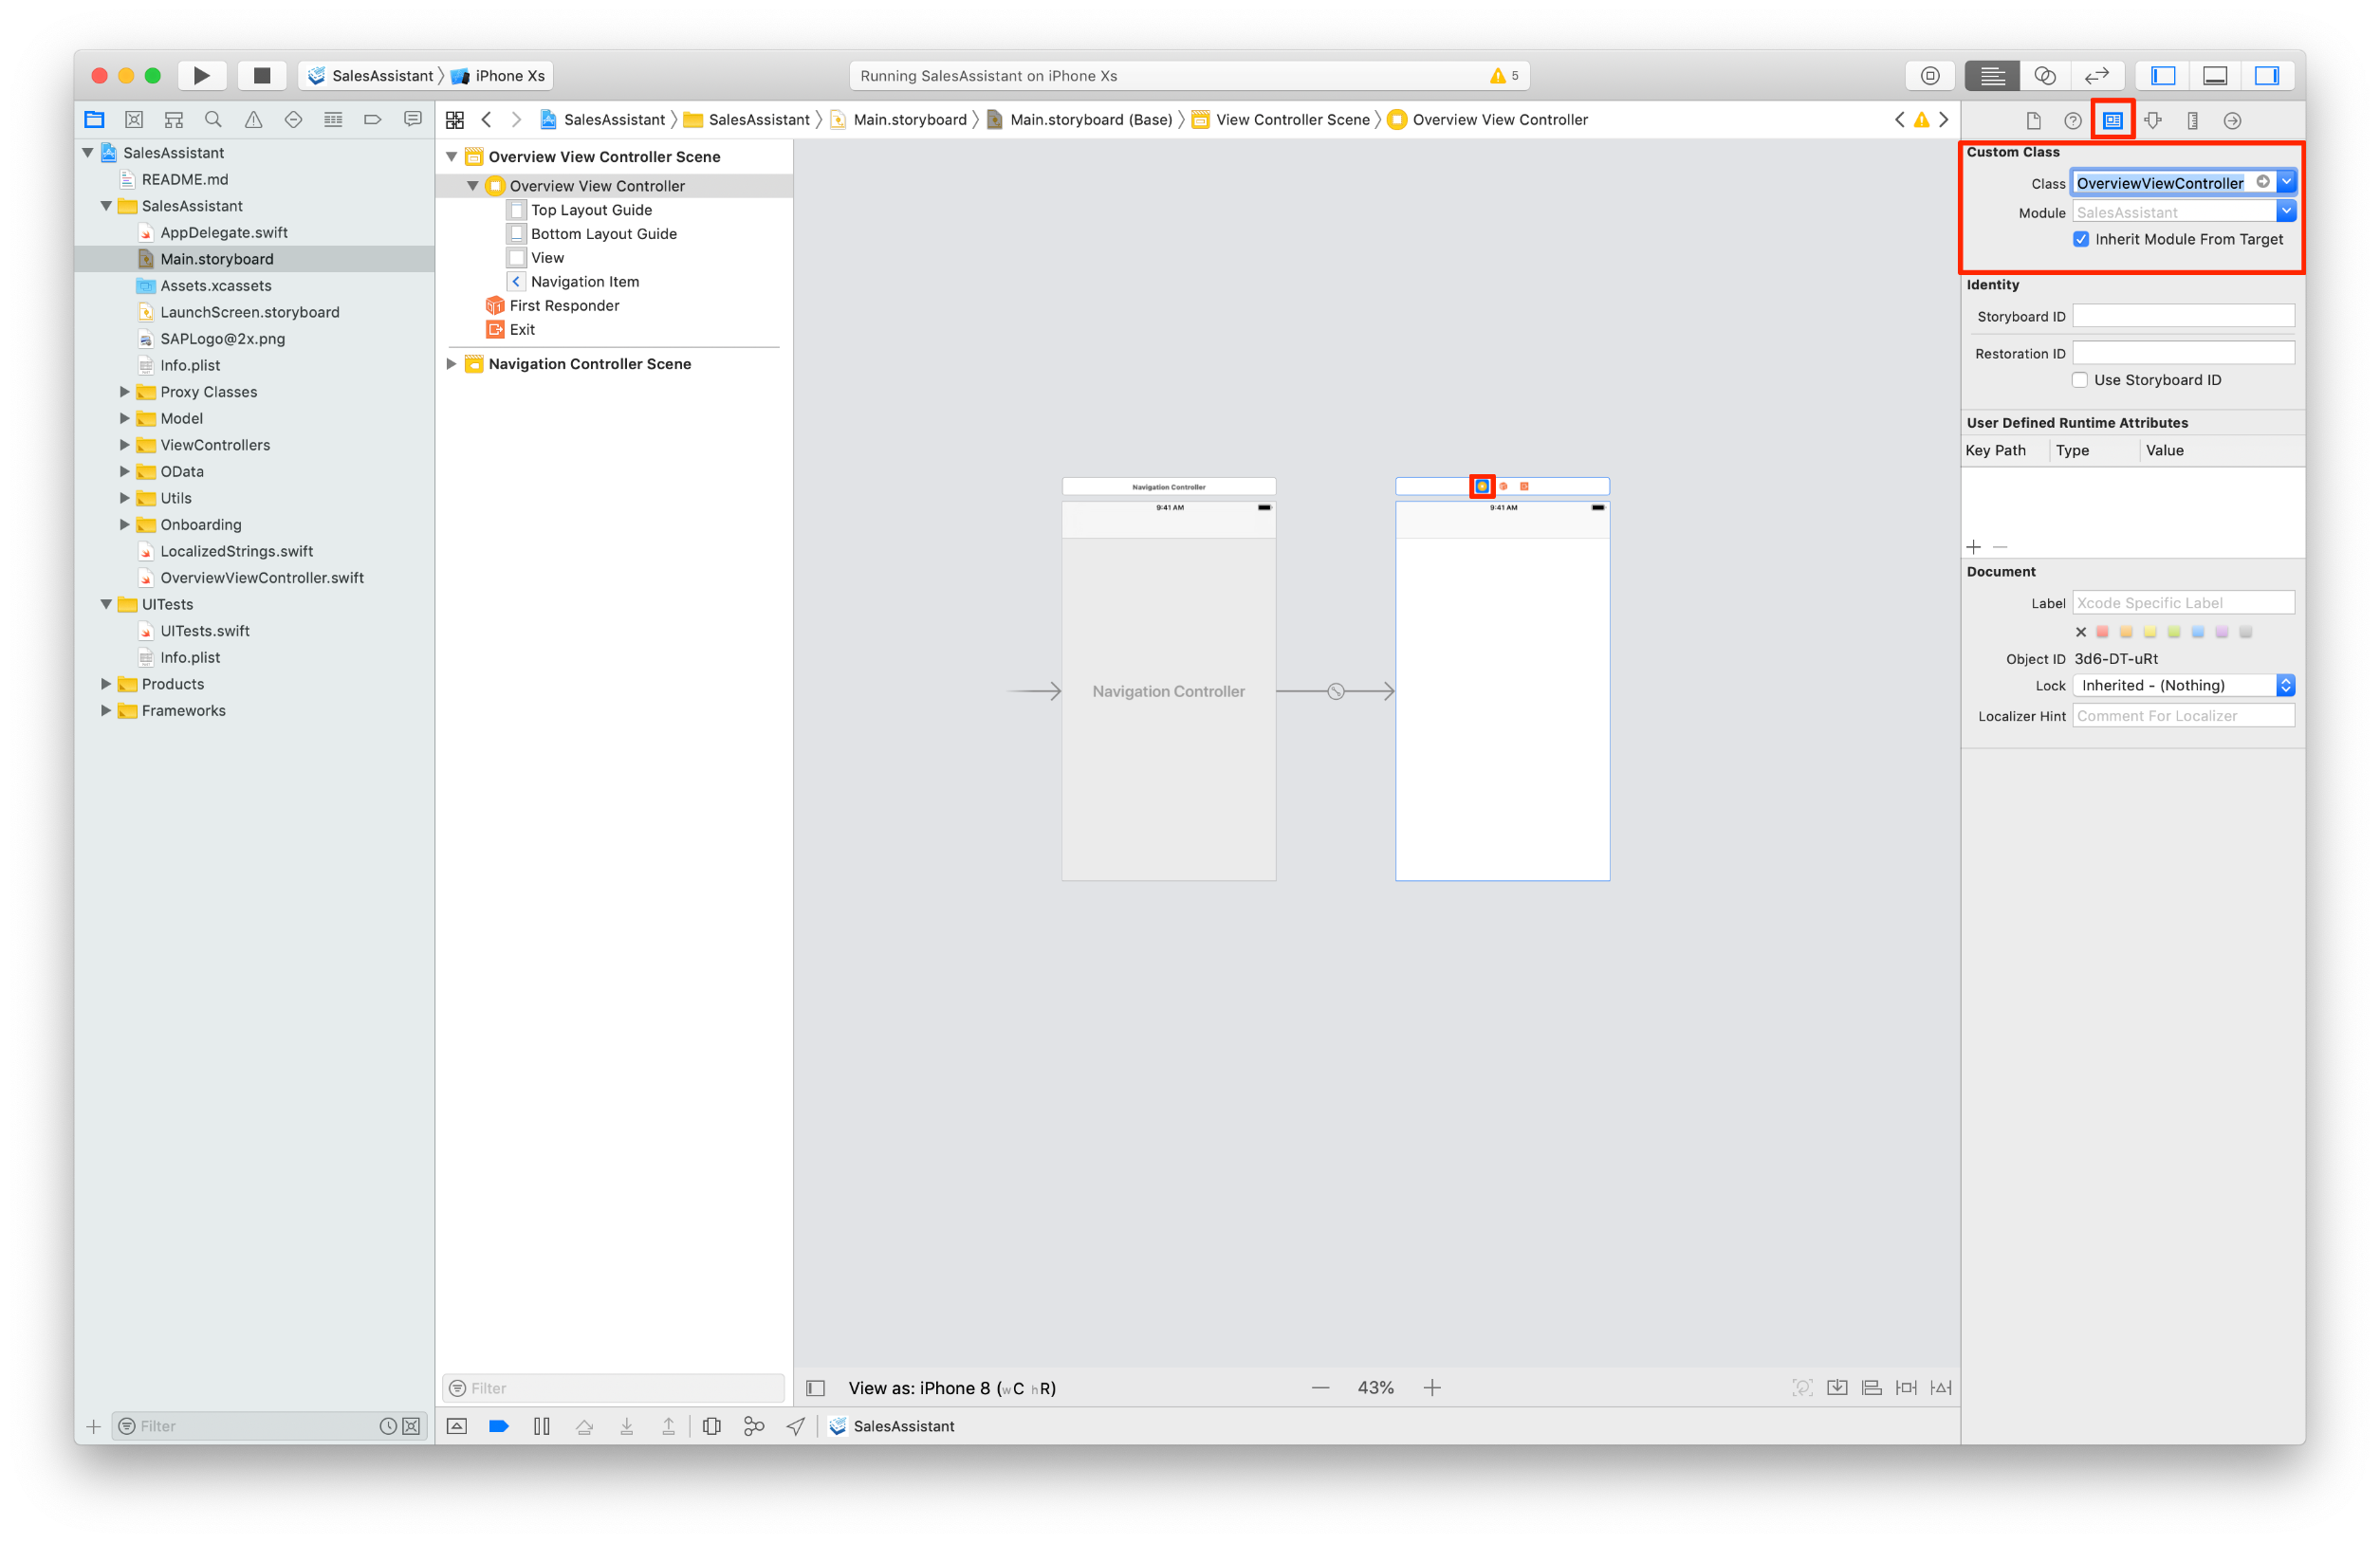 SalesAssistant
iPhone Xs
Running SalesAssistant on iPhone Xs
5
SalesAssistant
SalesAssistant
Main.storyboard
Main.storyboard (Base)
View Controller Scene
Overview View Controller
SalesAssistant
README.md
SalesAssistant
AppDelegate.swift
Main.storyboard
Assets.xcassets
LaunchScreen.storyboard
SAPLogo@2x.png
Info.plist
Proxy Classes
Model
ViewControllers
OData
Utils
Onboarding
LocalizedStrings.swift
OverviewViewController.swift
UITests
UITests.swift
Info.plist
Products
Frameworks
Filter
Overview View Controller Scene
Overview View Controller
Top Layout Guide
Bottom Layout Guide
View
Navigation Item
First Responder
Exit
Navigation Controller Scene
Filter
Navigation Controller
9:41 AM
Navigation Controller
9:41 AM
View as: iPhone 8 (wC hR)
43%
SalesAssistant
Custom Class
Class OverviewViewController
Module SalesAssistant
Inherit Module From Target
Identity
Storyboard ID
Restoration ID
Use Storyboard ID
User Defined Runtime Attributes
Key Path Type Value
Document
Label Xcode Specific Label
Object ID 3d6-DT-uRt
Lock Inherited - (Nothing)
Localizer Hint Comment For Localizer